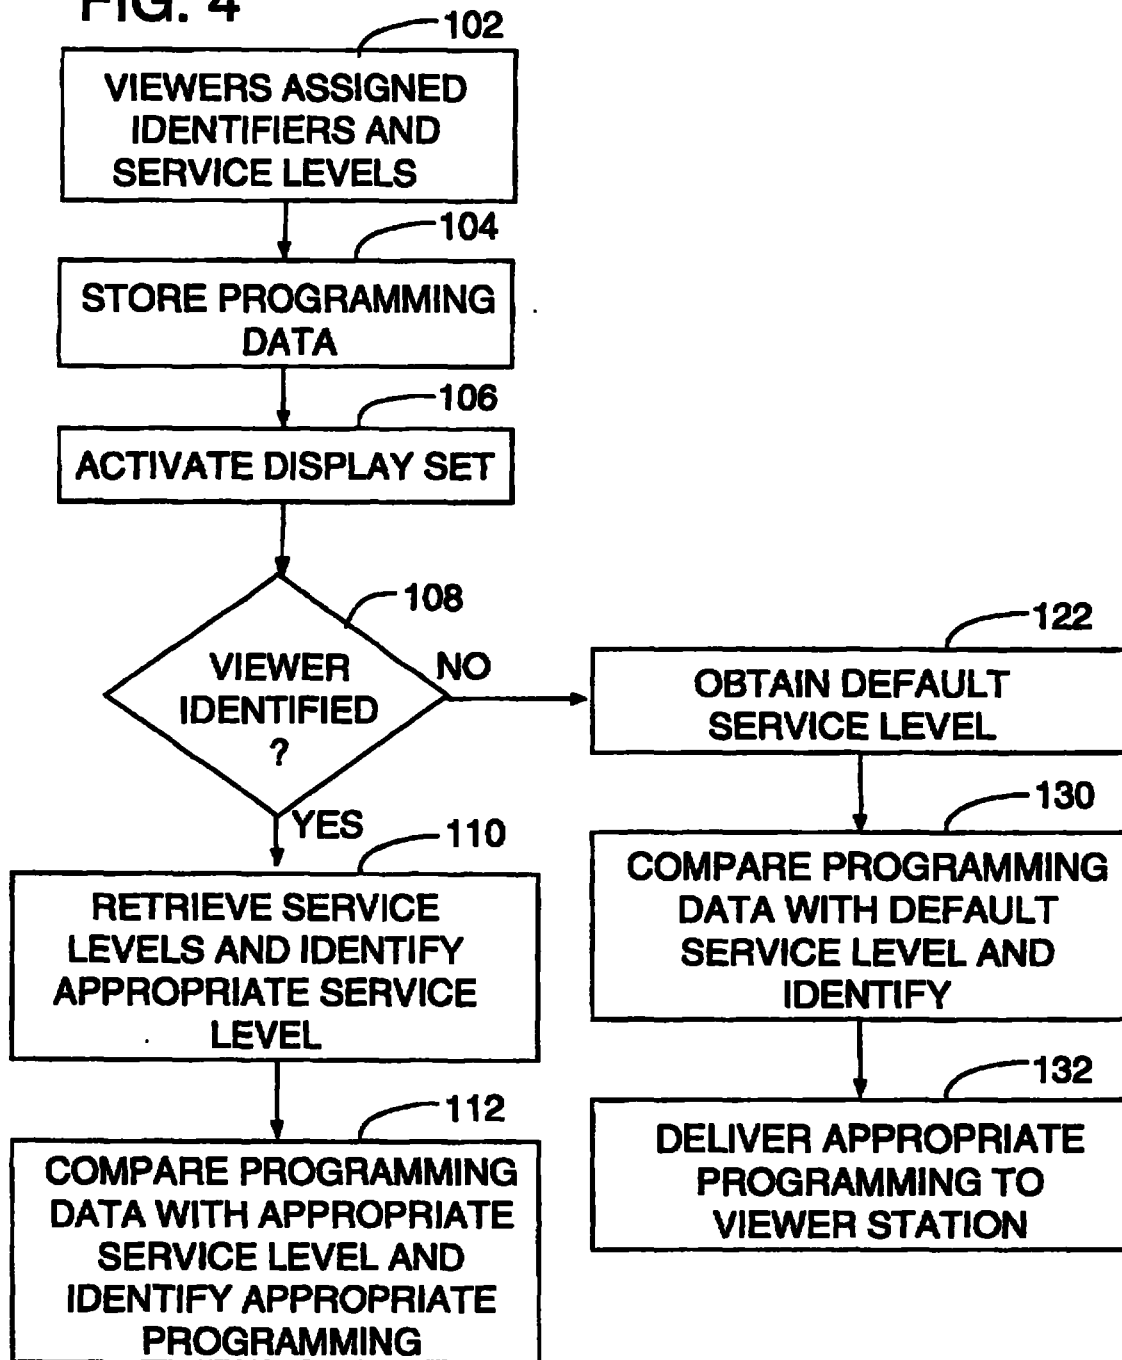 FIG. 4
102
VIEWERS ASSIGNED
IDENTIFIERS AND
SERVICE LEVELS
104
STORE PROGRAMMING
DATA
106
ACTIVATE DISPLAY SET
108
VIEWER
IDENTIFIED
?
NO
YES
122
OBTAIN DEFAULT
SERVICE LEVEL
130
COMPARE PROGRAMMING
DATA WITH DEFAULT
SERVICE LEVEL AND
IDENTIFY
132
DELIVER APPROPRIATE
PROGRAMMING TO
VIEWER STATION
110
RETRIEVE SERVICE
LEVELS AND IDENTIFY
APPROPRIATE SERVICE
LEVEL
112
COMPARE PROGRAMMING
DATA WITH APPROPRIATE
SERVICE LEVEL AND
IDENTIFY APPROPRIATE
PROGRAMMING